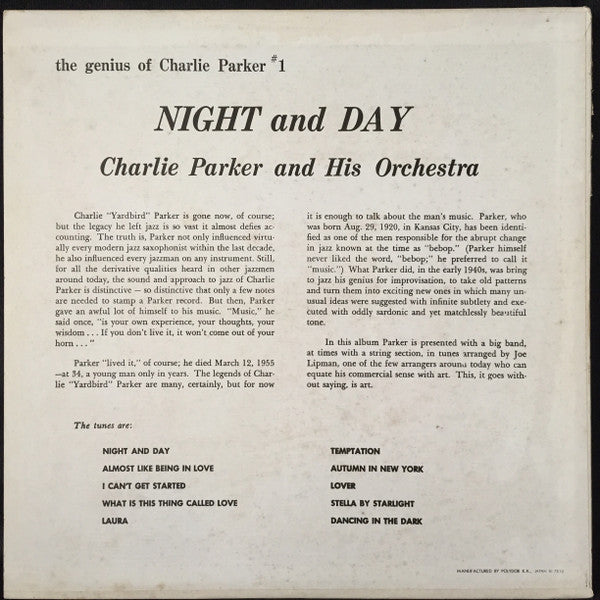 the genius of Charlie Parker #1
NIGHT and DAY
Charlie Parker and His Orchestra
Charlie "Yardbird" Parker is gone now, of course;
but the legacy he left jazz is so vast it almost defies ac-
counting. The truth is, Parker not only influenced virtu-
ally every modern jazz saxophonist within the last decade,
he also influenced every jazzman on any instrument. Still,
for all the derivative qualities heard in other jazzmen
around today, the sound and approach to jazz of Charlie
Parker is distinctive — so distinctive that only a few notes
are needed to stamp a Parker record. But then, Parker
gave an awful lot of himself to his music. "Music," he
said once, "is your own experience, your thoughts, your
wisdom . . . If you don't live it, it won't come out of your
horn . . . "
Parker "lived it," of course; he died March 12, 1955
—at 34, a young man only in years. The legends of Char-
lie "Yardbird" Parker are many, certainly, but for now
it is enough to talk about the man's music. Parker, who
was born Aug. 29, 1920, in Kansas City, has been identi-
fied as one of the men responsible for the abrupt change
in jazz known at the time as "bebop." (Parker himself
never liked the word, "bebop;" he preferred to call it
"music.") What Parker did, in the early 1940s, was bring
to jazz his genius for improvisation, to take old patterns
and turn them into exciting new ones in which many un-
usual ideas were suggested with infinite subtlety and exe-
cuted with oddly sardonic and yet matchlessly beautiful
tone.
In this album Parker is presented with a big band,
at times with a string section, in tunes arranged by Joe
Lipman, one of the few arrangers around today who can
equate his commercial sense with art. This, it goes with-
out saying, is art.
The tunes are:
NIGHT AND DAY
ALMOST LIKE BEING IN LOVE
I CAN'T GET STARTED
WHAT IS THIS THING CALLED LOVE
LAURA
TEMPTATION
AUTUMN IN NEW YORK
LOVER
STELLA BY STARLIGHT
DANCING IN THE DARK
MANUFACTURED BY POLYDOR K.K., JAPAN